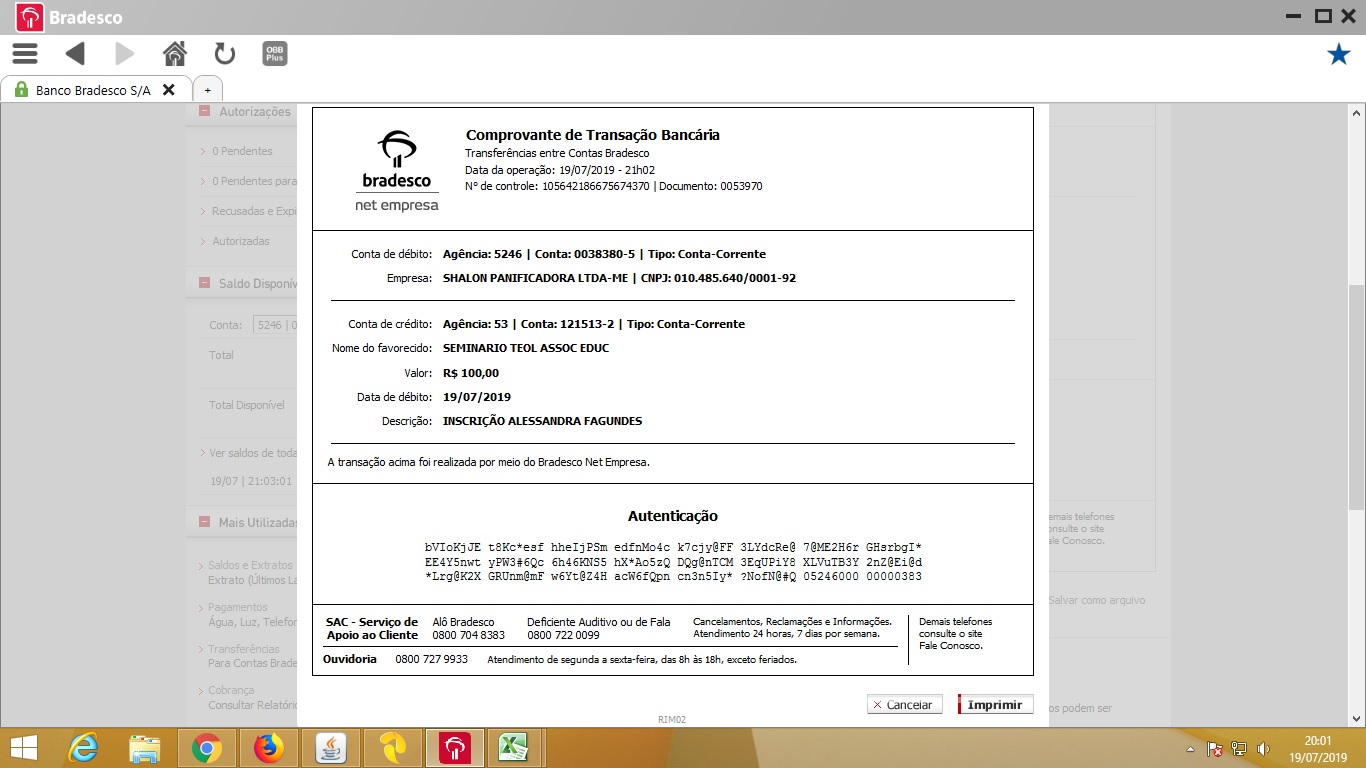 Bradesco
OBB Plus
Banco Bradesco S/A
+
Autorizações
0 Pendentes
0 Pendentes para
Recusadas e Expi
Autorizadas
Saldo Disponív
Conta: 5246 | 0
Total
Total Disponível
Ver saldos de toda
19/07 | 21:03:01
Mais Utilizadas
Saldos e Extratos
Extrato (Últimos La
Pagamentos
Água, Luz, Telefon
Transferências
Para Contas Brade
Cobrança
Consultar Relatório
Comprovante de Transação Bancária
Transferências entre Contas Bradesco
Data da operação: 19/07/2019 - 21h02
Nº de controle: 105642186675674370 | Documento: 0053970
bradesco
net empresa
Conta de débito: Agência: 5246 | Conta: 0038380-5 | Tipo: Conta-Corrente
Empresa: SHALON PANIFICADORA LTDA-ME | CNPJ: 010.485.640/0001-92
Conta de crédito: Agência: 53 | Conta: 121513-2 | Tipo: Conta-Corrente
Nome do favorecido: SEMINARIO TEOL ASSOC EDUC
Valor: R$ 100,00
Data de débito: 19/07/2019
Descrição: INSCRIÇÃO ALESSANDRA FAGUNDES
A transação acima foi realizada por meio do Bradesco Net Empresa.
Autenticação
bVIoKjJE t8Kc*esf hheIjPSm edfnMo4c k7cjy@FF 3LYdcRe@ 7@ME2H6r GHsrbgI*
EE4Y5nwt yPW3#6Qc 6h46KNS5 hX*Ao5zQ DQg@nTCM 3EqUPiY8 XLVuTB3Y 2nZ@Ei@d
*Lrg@K2X GRUnm@mF w6Yt@Z4H acW6fQpn cn3n5Iy* ?NofN@#Q 05246000 00000383
SAC - Serviço de Apoio ao Cliente
Alô Bradesco
0800 704 8383
Deficiente Auditivo ou de Fala
0800 722 0099
Cancelamentos, Reclamações e Informações.
Atendimento 24 horas, 7 dias por semana.
Demais telefones
consulte o site
Fale Conosco.
Ouvidoria 0800 727 9933 Atendimento de segunda a sexta-feira, das 8h às 18h, exceto feriados.
emais telefones
nsulte o site
le Conosco.
Salvar como arquivo
os podem ser
Cancelar
Imprimir
RIM02
20:01
19/07/2019